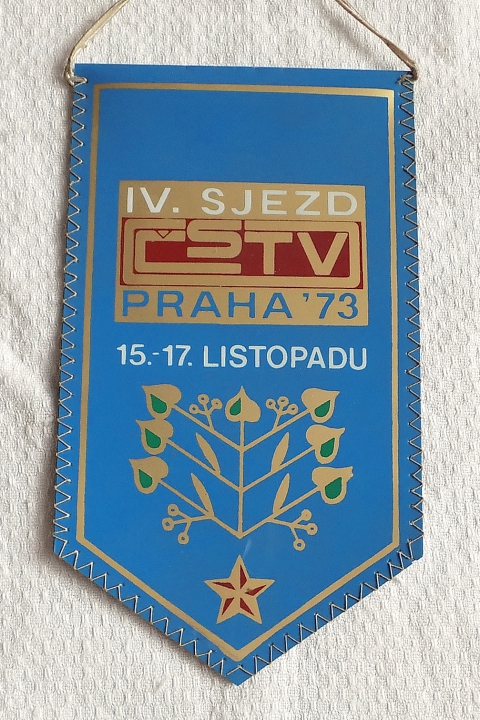 IV. SJEZD
ČSTV
PRAHA '73
15.-17. LISTOPADU